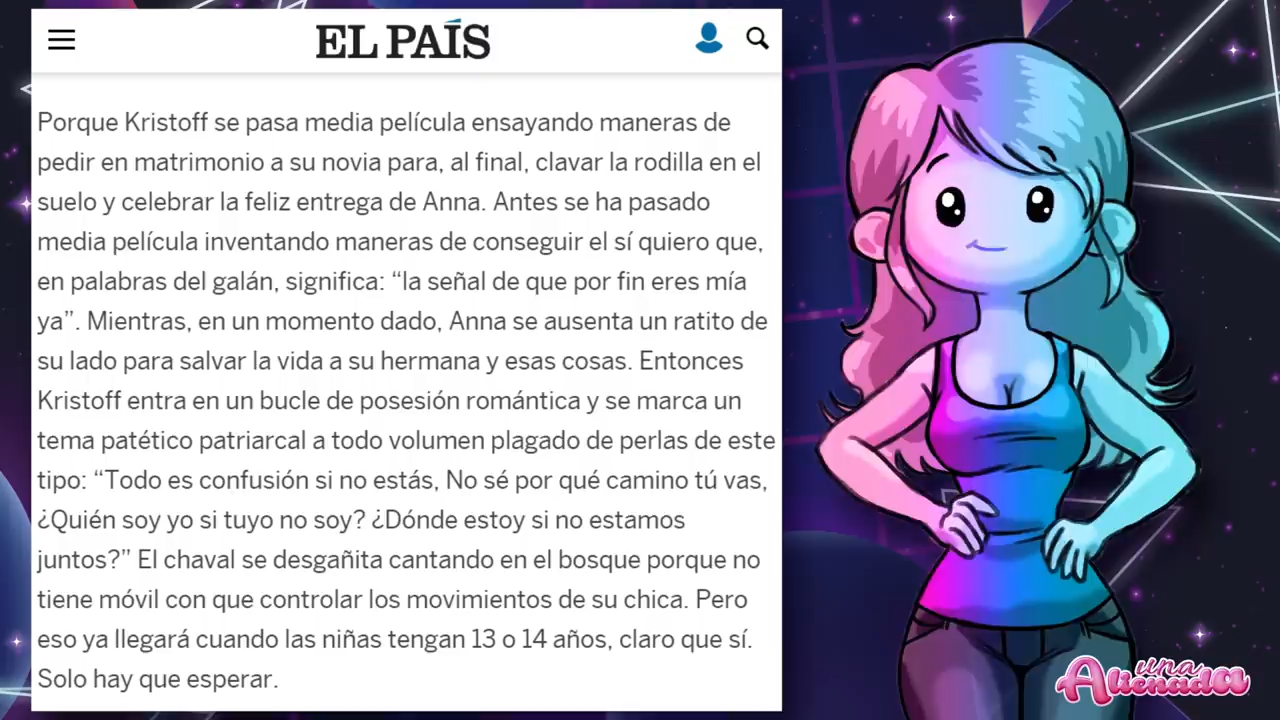 EL PAÍS
Porque Kristoff se pasa media película ensayando maneras de
pedir en matrimonio a su novia para, al final, clavar la rodilla en el
suelo y celebrar la feliz entrega de Anna. Antes se ha pasado
media película inventando maneras de conseguir el sí quiero que,
en palabras del galán, significa: “la señal de que por fin eres mía
ya”. Mientras, en un momento dado, Anna se ausenta un ratito de
su lado para salvar la vida a su hermana y esas cosas. Entonces
Kristoff entra en un bucle de posesión romántica y se marca un
tema patético patriarcal a todo volumen plagado de perlas de este
tipo: “Todo es confusión si no estás, No sé por qué camino tú vas,
¿Quién soy yo si tuyo no soy? ¿Dónde estoy si no estamos
juntos?” El chaval se desgañita cantando en el bosque porque no
tiene móvil con que controlar los movimientos de su chica. Pero
eso ya llegará cuando las niñas tengan 13 o 14 años, claro que sí.
Solo hay que esperar.
una
Alienada